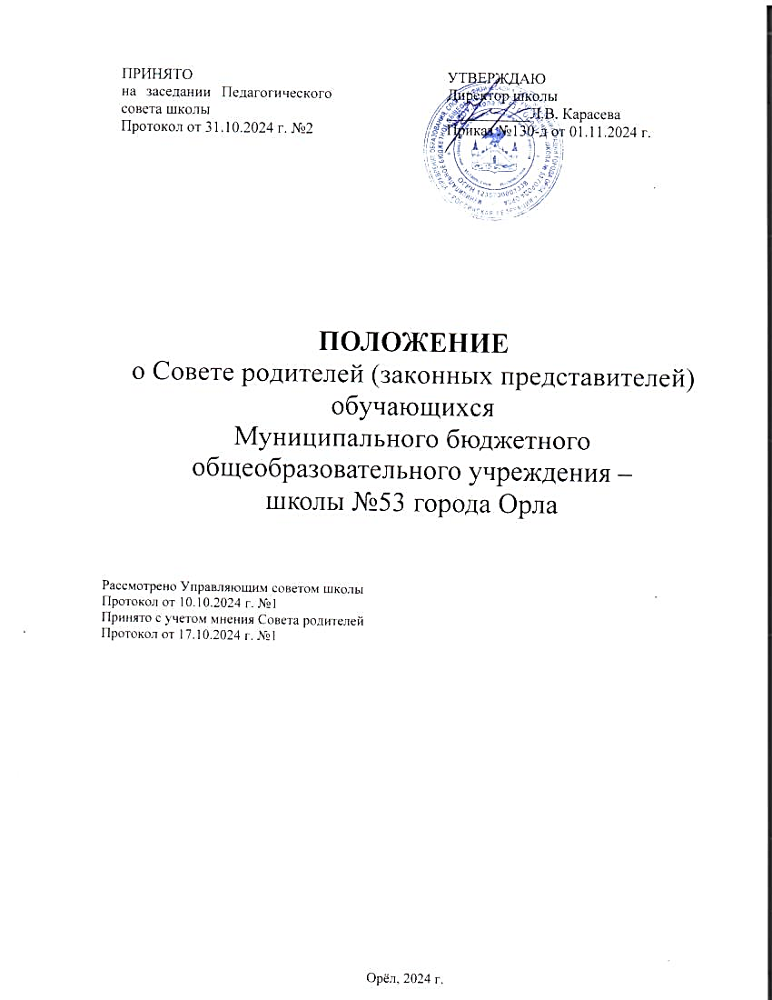 ПРИНЯТО
на заседании Педагогического
совета школы
Протокол от 31.10.2024 г. №2
УТВЕРЖДАЮ
Директор школы
Л.В. Карасева
Приказ №130-д от 01.11.2024 г.
ПОЛОЖЕНИЕ
о Совете родителей (законных представителей)
обучающихся
Муниципального бюджетного
общеобразовательного учреждения –
школы №53 города Орла
Рассмотрено Управляющим советом школы
Протокол от 10.10.2024 г. №1
Принято с учетом мнения Совета родителей
Протокол от 17.10.2024 г. №1
Орёл, 2024 г.